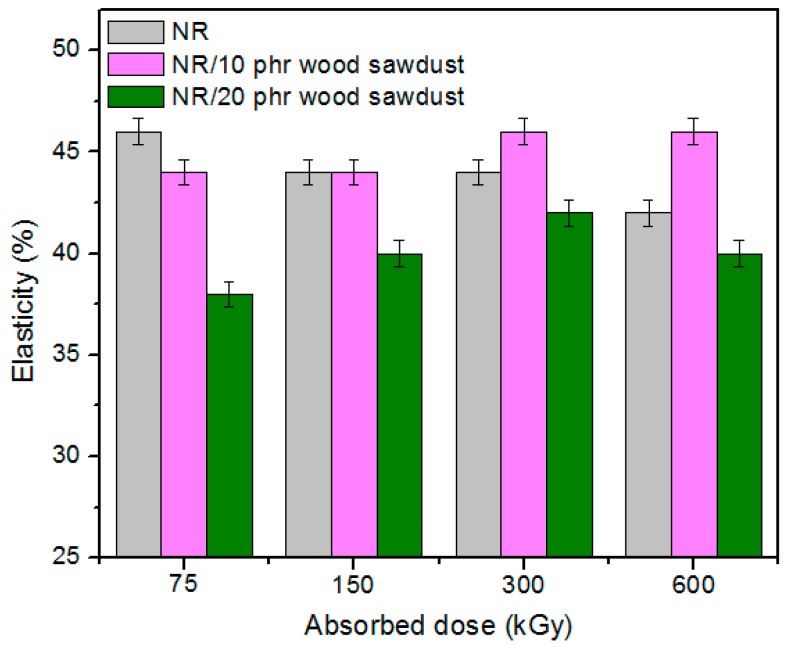 NR
NR/10 phr wood sawdust
NR/20 phr wood sawdust
50
45
40
35
30
25
Elasticity (%)
75 150 300 600
Absorbed dose (kGy)